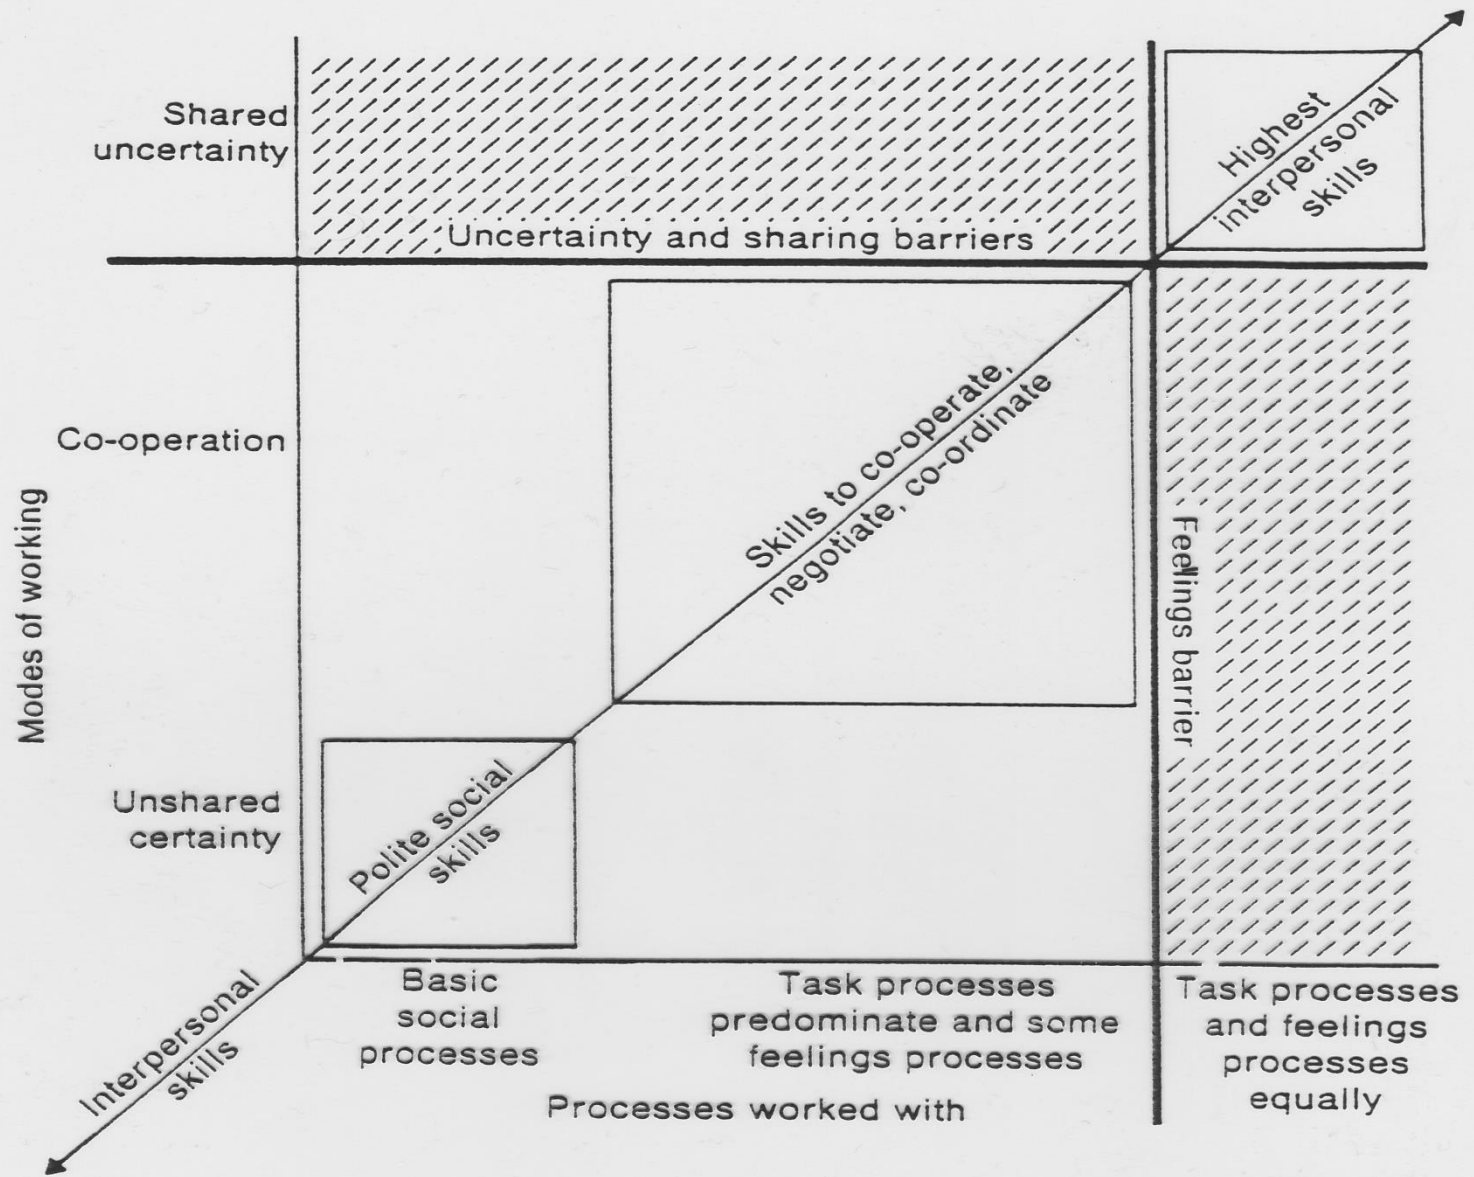 Shared
uncertainty
Highest
interpersonal
skills
Uncertainty and sharing barriers
Co-operation
Skills to co-operate,
negotiate, co-ordinate
Modes of working
Feelings barrier
Unshared
certainty
Polite social
skills
Interpersonal
skills
Basic
social
processes
Task processes
predominate and some
feelings processes
Task processes
and feelings
processes
equally
Processes worked with